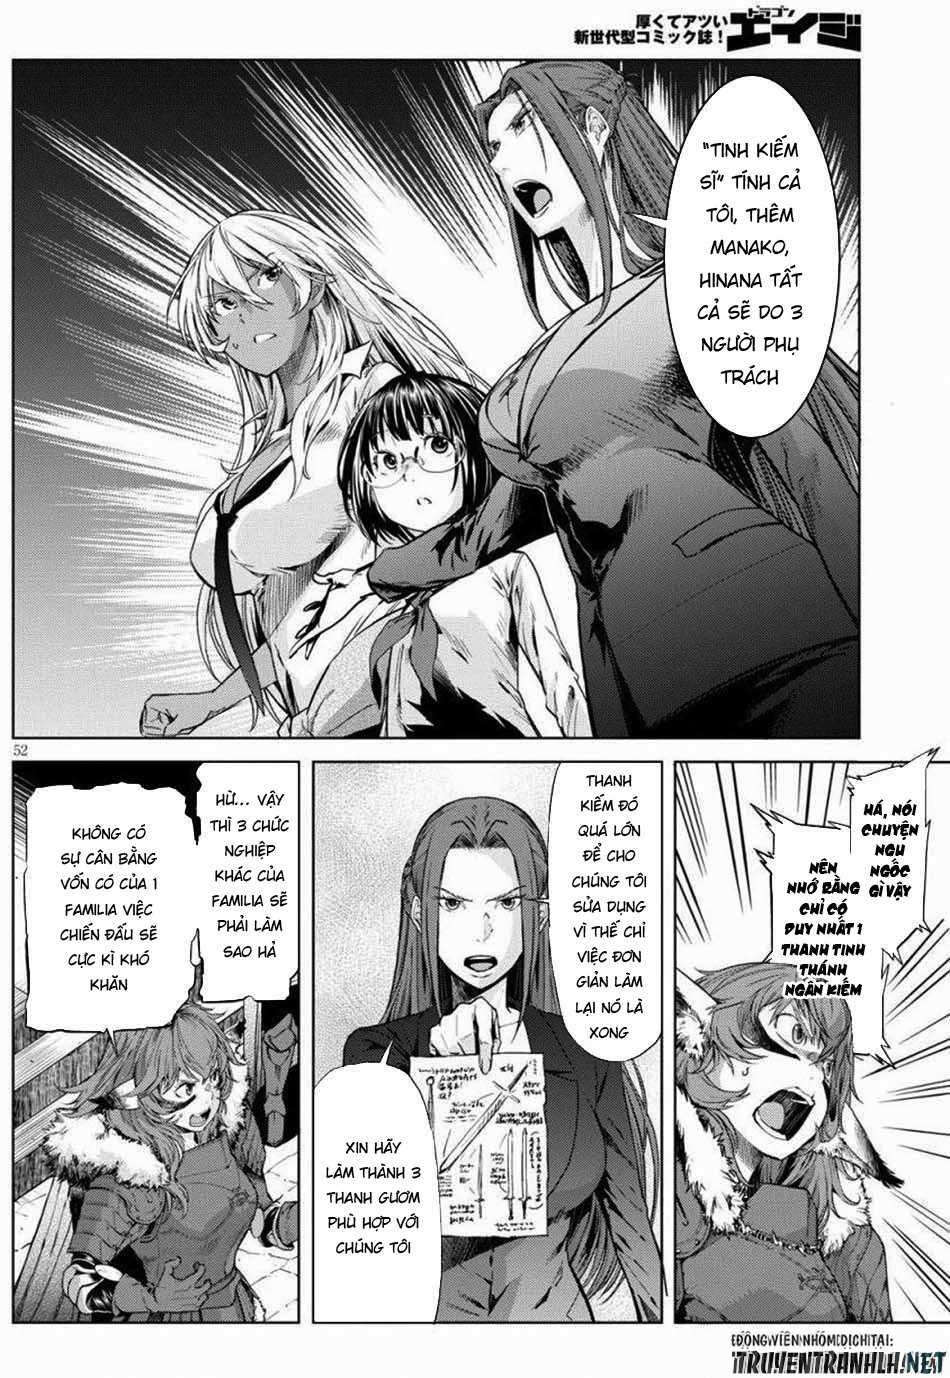 厚くてアツい
新世代型コミック誌！
ドラゴン
エイジ
"TINH KIẾM
SĨ" TÍNH CẢ
TÔI, THÊM
MANAKO,
HINANA TẤT
CẢ SẼ DO 3
NGƯỜI PHỤ
TRÁCH
52
HÁ, NÓI
CHUYỆN
NGU
NGỐC
GÌ VẬY
NÊN
NHỚ RẰNG
CHỈ CÓ
DUY NHẤT 1
THANH TINH
THÁNH
NGÂN KIẾM
THANH
KIẾM ĐÓ
QUÁ LỚN
ĐỂ CHO
CHÚNG TÔI
SỬA DỤNG
VÌ THẾ CHỈ
VIỆC ĐƠN
GIẢN LÀM
LẠI NÓ LÀ
XONG
XIN HÃY
LÀM THÀNH 3
THANH GƯƠM
PHÙ HỢP VỚI
CHÚNG TÔI
HỪ... VẬY
THÌ 3 CHỨC
NGHIỆP
KHÁC CỦA
FAMILIA SẼ
PHẢI LÀM
SAO HẢ
KHÔNG CÓ
SỰ CÂN BẰNG
VỐN CÓ CỦA 1
FAMILIA VIỆC
CHIẾN ĐẤU SẼ
CỰC KÌ KHÓ
KHĂN
ĐỘNG VIÊN NHÓM DỊCH TẠI:
TRUYENTRANHLH.NET